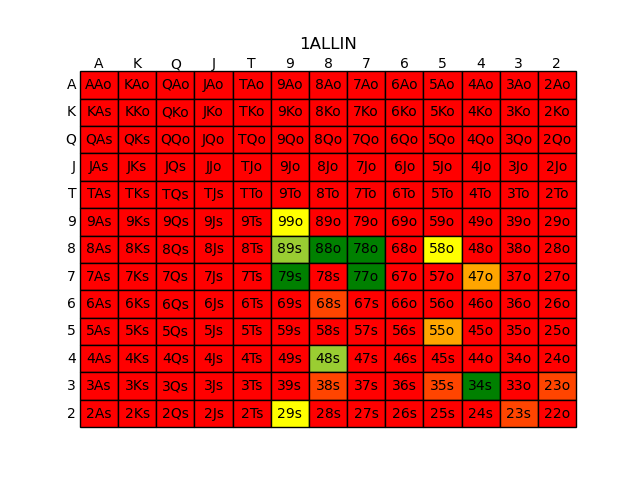 1ALLIN
A K Q J T 9 8 7 6 5 4 3 2
A AAo KAo QAo JAo TAo 9Ao 8Ao 7Ao 6Ao 5Ao 4Ao 3Ao 2Ao
K KAs KKo QKo JKo TKo 9Ko 8Ko 7Ko 6Ko 5Ko 4Ko 3Ko 2Ko
Q QAs QKs QQo JQo TQo 9Qo 8Qo 7Qo 6Qo 5Qo 4Qo 3Qo 2Qo
J JAs JKs JQs JJo TJo 9Jo 8Jo 7Jo 6Jo 5Jo 4Jo 3Jo 2Jo
T TAs TKs TQs TJs TTo 9To 8To 7To 6To 5To 4To 3To 2To
9 9As 9Ks 9Qs 9Js 9Ts 99o 89o 79o 69o 59o 49o 39o 29o
8 8As 8Ks 8Qs 8Js 8Ts 89s 88o 78o 68o 58o 48o 38o 28o
7 7As 7Ks 7Qs 7Js 7Ts 79s 78s 77o 67o 57o 47o 37o 27o
6 6As 6Ks 6Qs 6Js 6Ts 69s 68s 67s 66o 56o 46o 36o 26o
5 5As 5Ks 5Qs 5Js 5Ts 59s 58s 57s 56s 55o 45o 35o 25o
4 4As 4Ks 4Qs 4Js 4Ts 49s 48s 47s 46s 45s 44o 34o 24o
3 3As 3Ks 3Qs 3Js 3Ts 39s 38s 37s 36s 35s 34s 33o 23o
2 2As 2Ks 2Qs 2Js 2Ts 29s 28s 27s 26s 25s 24s 23s 22o